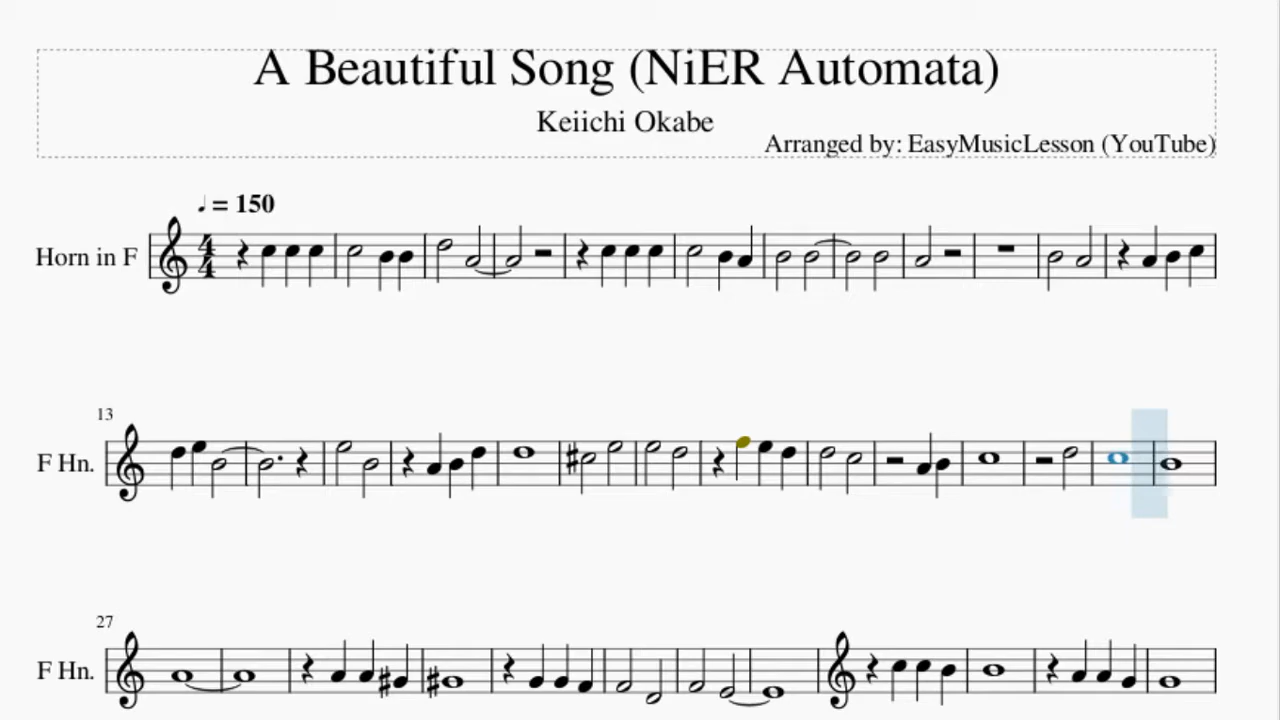 A Beautiful Song (NiER Automata)
Keiichi Okabe
Arranged by: EasyMusicLesson (YouTube)
♩ = 150
Horn in F
4
4
13
F Hn.
27
F Hn.